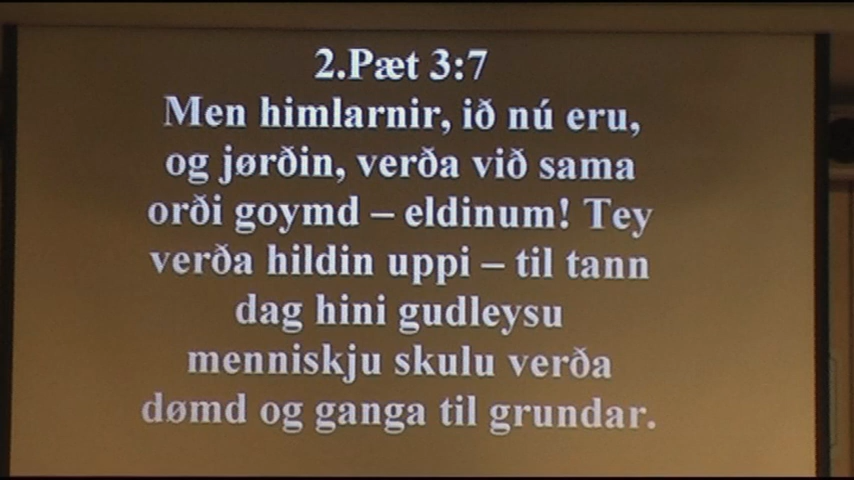 2.Pæt 3:7
Men himlarnir, ið nú eru,
og jørðin, verða við sama
orði goymd – eldinum! Tey
verða hildin uppi – til tann
dag hini gudleysu
menniskju skulu verða
dømd og ganga til grundar.